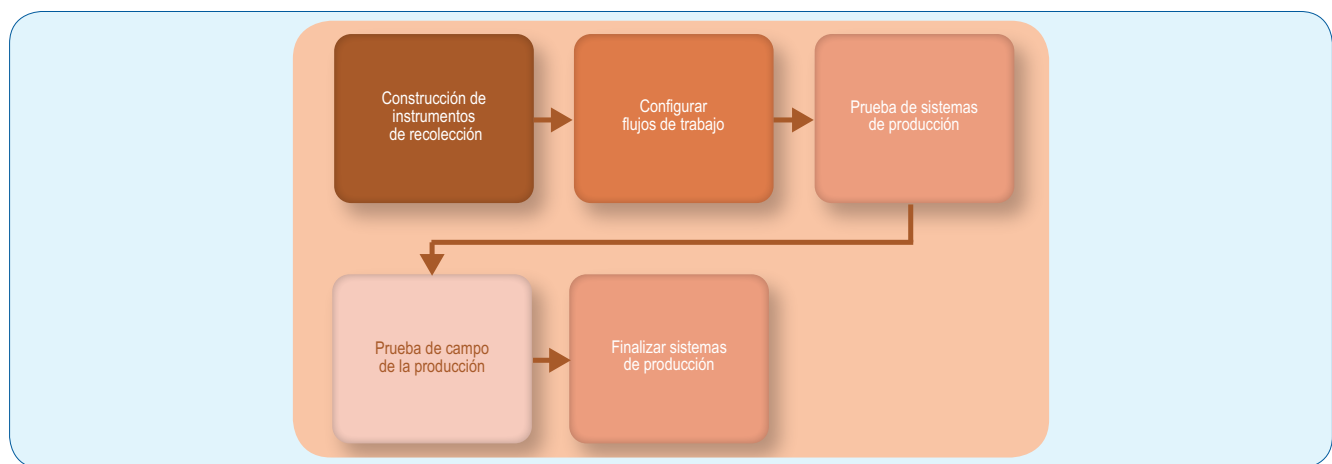 Construcción de
instrumentos
de recolección
Configurar
flujos de trabajo
Prueba de sistemas
de producción
Prueba de campo
de la producción
Finalizar sistemas
de producción